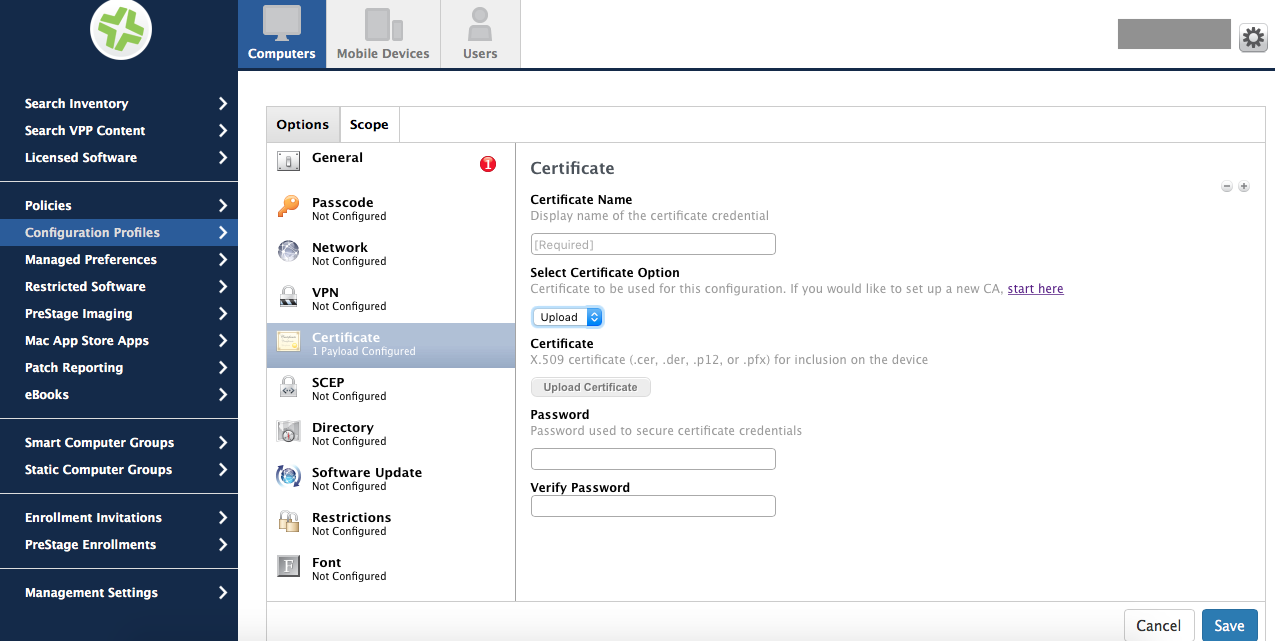 Computers
Mobile Devices
Users
Search Inventory
Search VPP Content
Licensed Software
Policies
Configuration Profiles
Managed Preferences
Restricted Software
PreStage Imaging
Mac App Store Apps
Patch Reporting
eBooks
Smart Computer Groups
Static Computer Groups
Enrollment Invitations
PreStage Enrollments
Management Settings
Options
Scope
General
1
Passcode
Not Configured
Network
Not Configured
VPN
Not Configured
Certificate
1 Payload Configured
SCEP
Not Configured
Directory
Not Configured
Software Update
Not Configured
Restrictions
Not Configured
F
Font
Not Configured
Certificate
Certificate Name
Display name of the certificate credential
[Required]
Select Certificate Option
Certificate to be used for this configuration. If you would like to set up a new CA, start here
Upload
Certificate
X.509 certificate (.cer, .der, .p12, or .pfx) for inclusion on the device
Upload Certificate
Password
Password used to secure certificate credentials
Verify Password
Cancel
Save